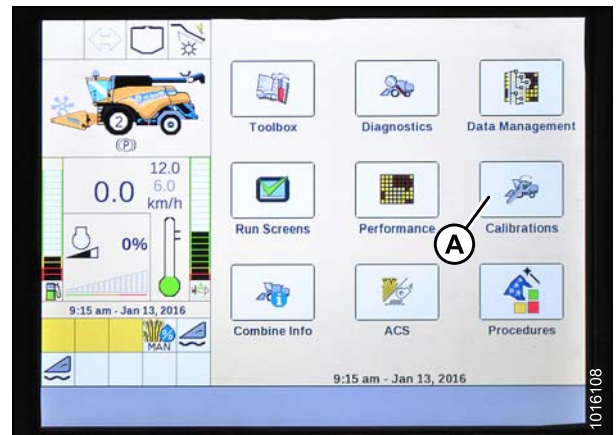 Toolbox
Diagnostics
Data Management
2
(P)
12.0
6.0
0.0
km/h
0%
Run Screens
Performance
Calibrations
A
9:15 am - Jan 13, 2016
MAN
Combine Info
ACS
Procedures
9:15 am - Jan 13, 2016
1016108